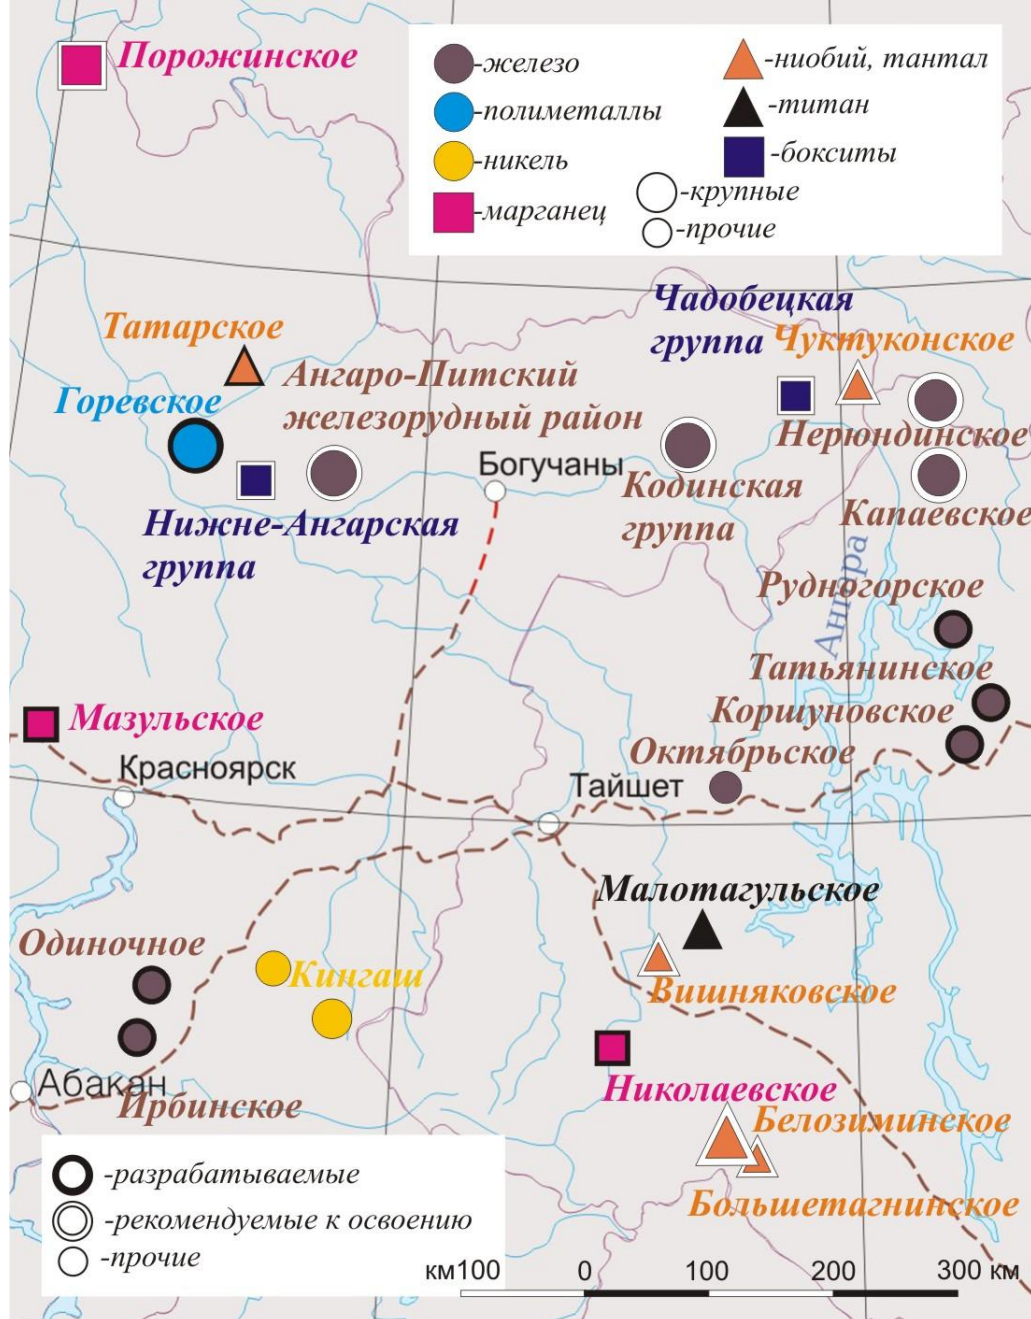 Порожинское
-железо
-полиметаллы
-никель
-марганец
-ниобий, тантал
-титан
-бокситы
-крупные
-прочие
Чадобецкая
группа
Чуктуконское
Татарское
Ангаро-Питский
железорудный район
Горевское
Нерюндинское
Богучаны
Кодинская
группа
Капаевское
Нижне-Ангарская
группа
Ангара
Рудногорское
Татьянинское
Коршуновское
Октябрьское
Мазульское
Красноярск
Тайшет
Малотагульское
Одиночное
Кингаш
Вишняковское
Абакан
Ирбинское
Николаевское
Белозиминское
Большетагнинское
-разрабатываемые
-рекомендуемые к освоению
-прочие
км100 0 100 200 300 км